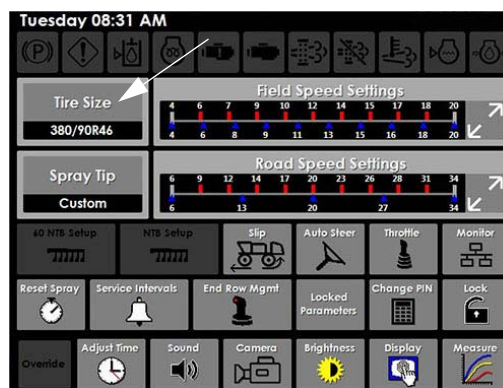 Tuesday 08:31 AM
Tire Size
380/90R46
Field Speed Settings
4 6 7 9 10 12 14 15 17 18 20
4 6 8 9 11 13 15 16 18 20
Spray Tip
Custom
Road Speed Settings
6 9 12 14 17 20 23 26 28 31 34
6 13 20 27 34
60 NTB Setup
NTB Setup
Slip
Auto Steer
Throttle
Monitor
Reset Spray
Service Intervals
End Row Mgmt
Locked
Parameters
Change PIN
Lock
Override
Adjust Time
Sound
Camera
Brightness
Display
Measure